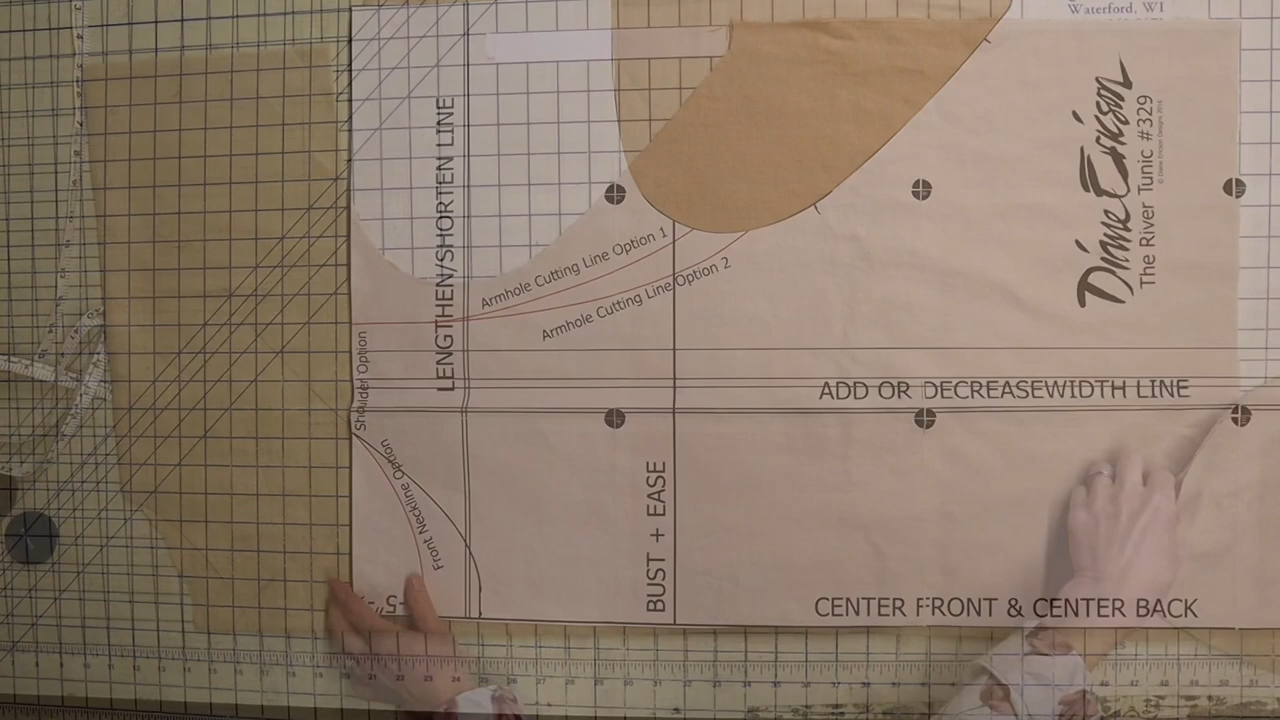 Waterford, WI
LENGTHEN/SHORTEN LINE
Armhole Cutting Line Option 1
Armhole Cutting Line Option 2
Shoulder Option
Front Neckline Option
BUST + EASE
ADD OR DECREASEWIDTH LINE
CENTER FRONT & CENTER BACK
Diane Ericson
The River Tunic #329